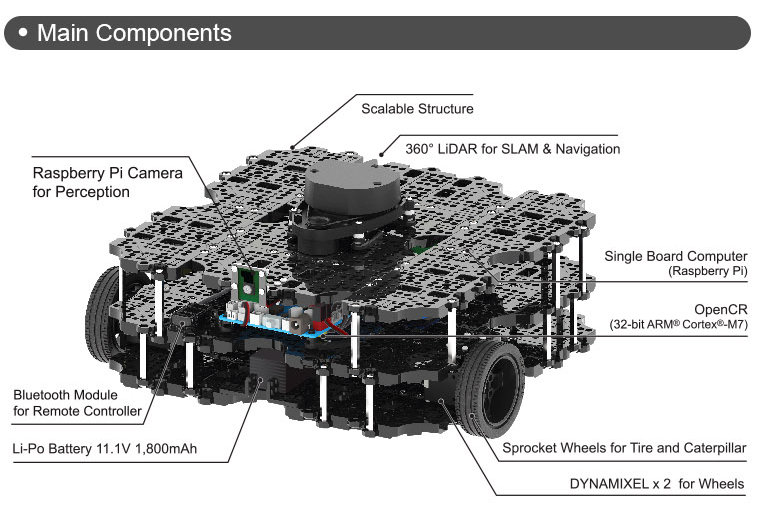 • Main Components
Scalable Structure
360° LiDAR for SLAM & Navigation
Raspberry Pi Camera
for Perception
Single Board Computer
(Raspberry Pi)
OpenCR
(32-bit ARM® Cortex®-M7)
Bluetooth Module
for Remote Controller
Li-Po Battery 11.1V 1,800mAh
Sprocket Wheels for Tire and Caterpillar
DYNAMIXEL x 2 for Wheels